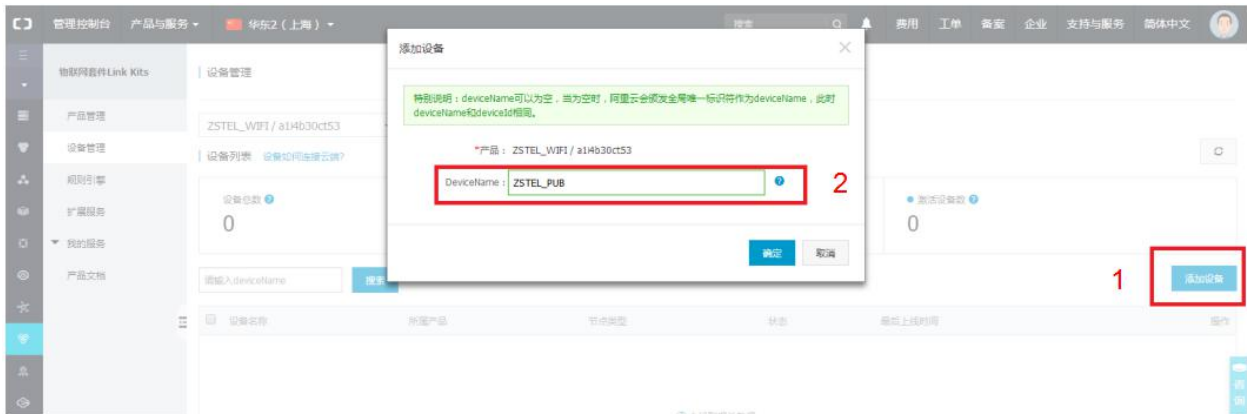 管理控制台 产品与服务 华东2（上海） 搜索 费用 工单 备案 企业 支持与服务 简体中文
添加设备
物联网套件Link Kits
设备管理
特别说明：deviceName可以为空，当为空时，阿里云会颁发全局唯一标识符作为deviceName，此时
deviceName和deviceId相同。
产品管理
ZSTEL_WIFI / a1i4b30ct53
*产品： ZSTEL_WIFI / a1i4b30ct53
设备管理
设备列表 设备如何连接云端?
DeviceName： ZSTEL_PUB
2
规则引擎
扩展服务
设备总数
激活设备数
0
0
我的服务
确定 取消
产品文档
请输入deviceName
搜索
1
添加设备
设备名称 所属产品 节点类型 状态 最后上线时间 操作
咨
询